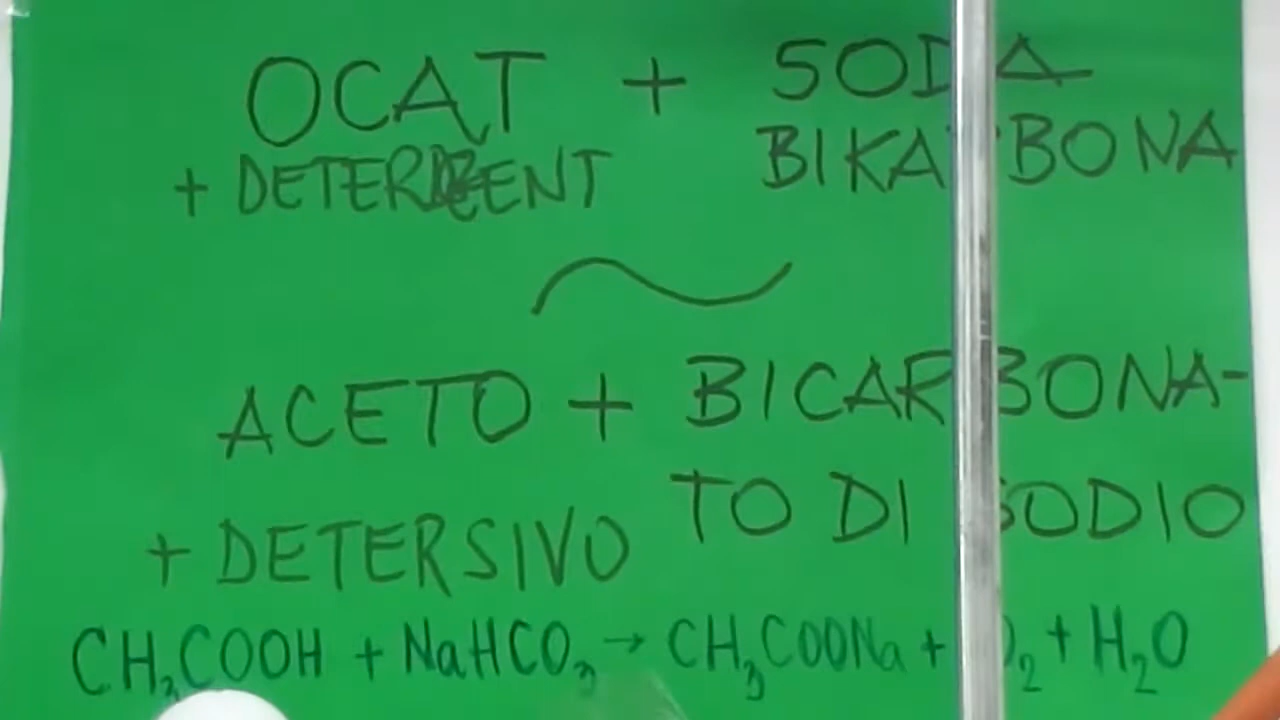 OCAT + SODA
+ DETERGENT BIKARBONA
ACETO + BICARBONA-
TO DI SODIO
+ DETERSIVO
CH₃COOH + NaHCO₃ → CH₃COONa + CO₂ + H₂O